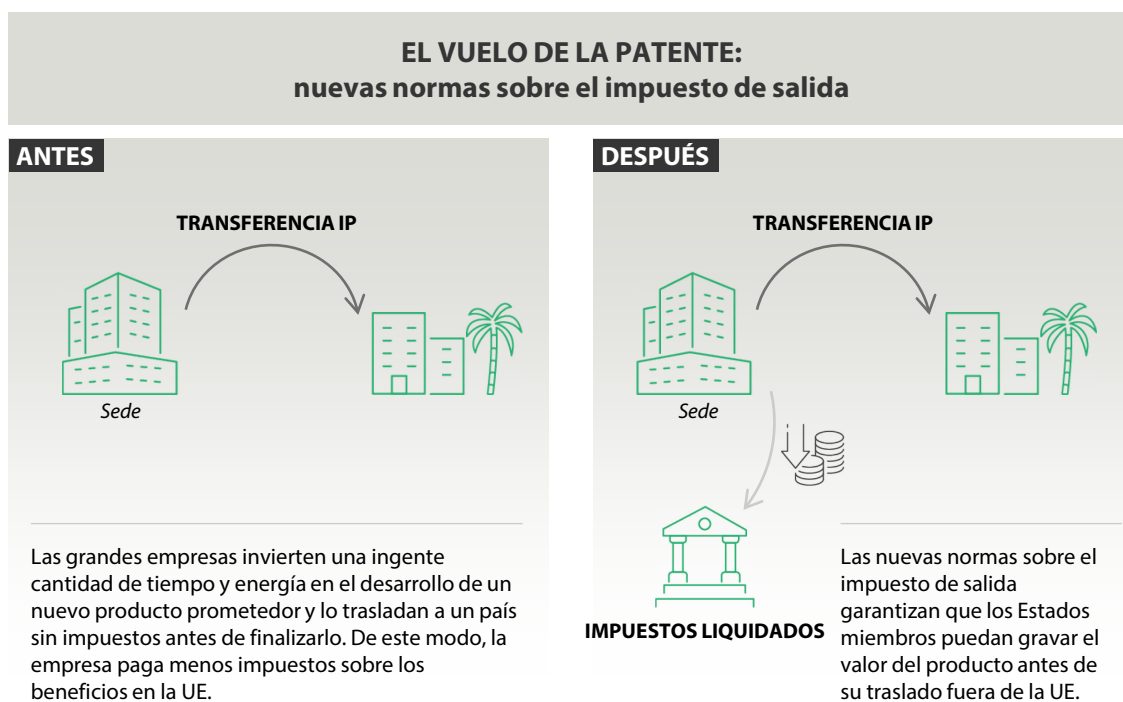 EL VUELO DE LA PATENTE:
nuevas normas sobre el impuesto de salida
ANTES
TRANSFERENCIA IP
Sede
Las grandes empresas invierten una ingente
cantidad de tiempo y energía en el desarrollo de un
nuevo producto prometedor y lo trasladan a un país
sin impuestos antes de finalizarlo. De este modo, la
empresa paga menos impuestos sobre los
beneficios en la UE.
DESPUÉS
TRANSFERENCIA IP
Sede
IMPUESTOS LIQUIDADOS
Las nuevas normas sobre el
impuesto de salida
garantizan que los Estados
miembros puedan gravar el
valor del producto antes de
su traslado fuera de la UE.